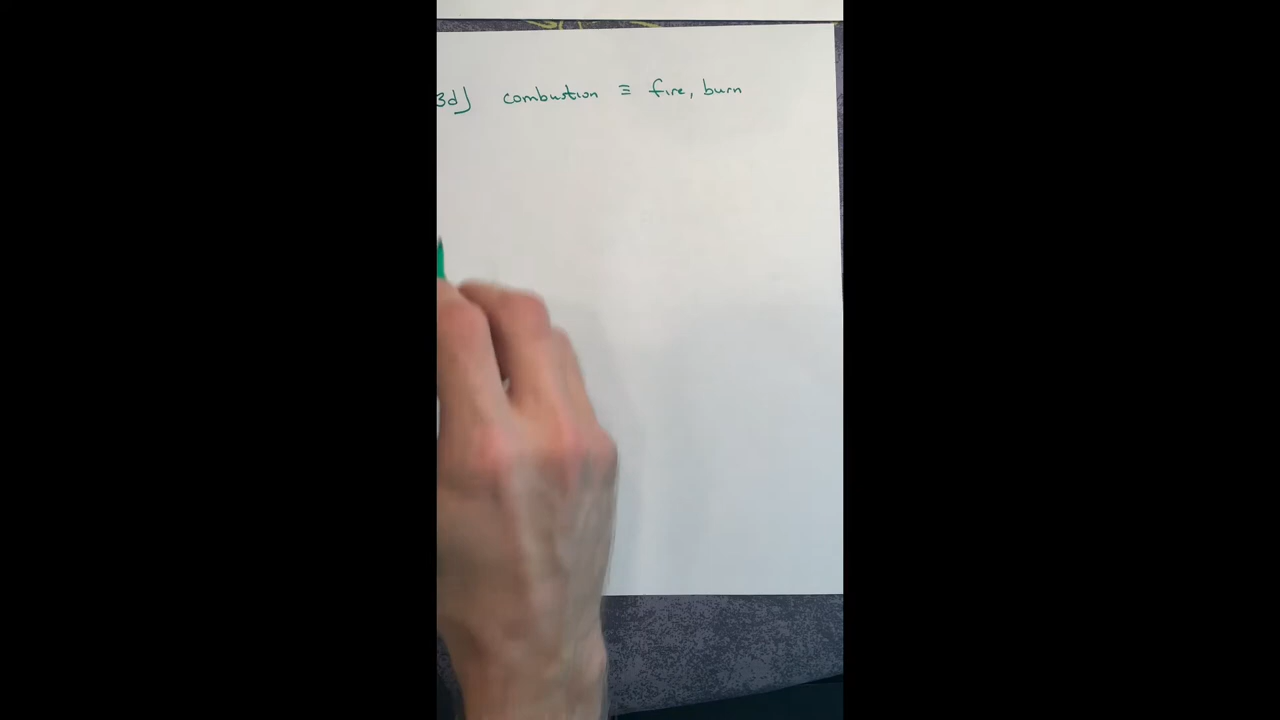 3d) combustion ≡ fire, burn